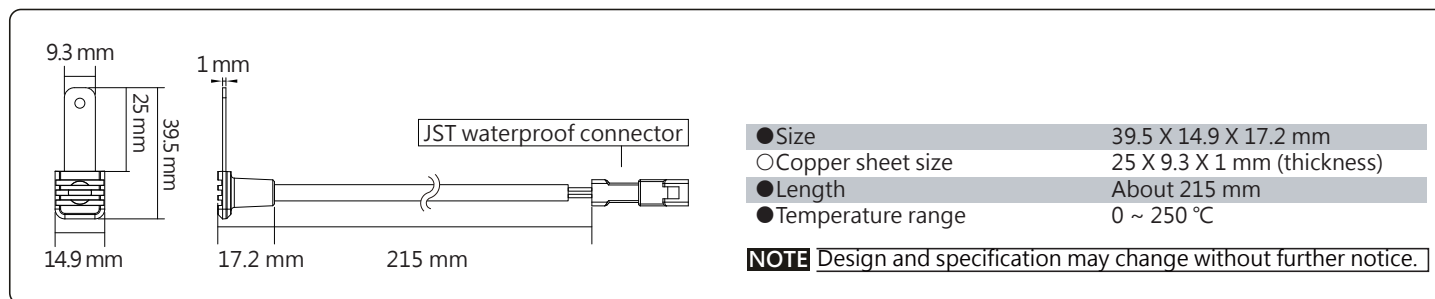 9.3 mm
1 mm
25 mm
39.5 mm
JST waterproof connector
14.9 mm
17.2 mm
215 mm
●Size 39.5 X 14.9 X 17.2 mm
○Copper sheet size 25 X 9.3 X 1 mm (thickness)
●Length About 215 mm
●Temperature range 0 ~ 250 ℃
NOTE Design and specification may change without further notice.